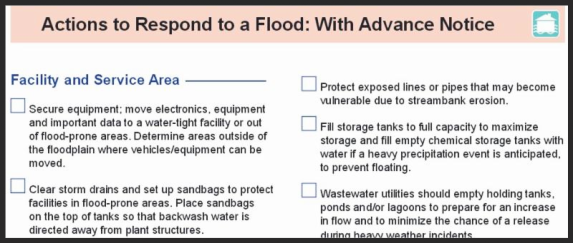 Actions to Respond to a Flood: With Advance Notice
Facility and Service Area
Secure equipment; move electronics, equipment
and important data to a water-tight facility or out
of flood-prone areas. Determine areas outside of
the floodplain where vehicles/equipment can be
moved.
Clear storm drains and set up sandbags to protect
facilities in flood-prone areas. Place sandbags
on the top of tanks so that backwash water is
directed away from plant structures.
Protect exposed lines or pipes that may become
vulnerable due to streambank erosion.
Fill storage tanks to full capacity to maximize
storage and fill empty chemical storage tanks with
water if a heavy precipitation event is anticipated,
to prevent floating.
Wastewater utilities should empty holding tanks,
ponds and/or lagoons to prepare for an increase
in flow and to minimize the chance of a release
during heavy weather incidents.